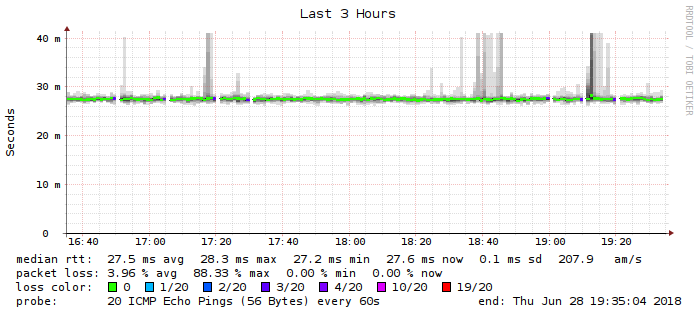 Last 3 Hours
RRDTOOL / TOBI OETIKER
Seconds
40 m
30 m
20 m
10 m
0
16:40 17:00 17:20 17:40 18:00 18:20 18:40 19:00 19:20
median rtt: 27.5 ms avg 28.3 ms max 27.2 ms min 27.6 ms now 0.1 ms sd 207.9 am/s
packet loss: 3.96 % avg 88.33 % max 0.00 % min 0.00 % now
loss color: 0 1/20 2/20 3/20 4/20 10/20 19/20
probe: 20 ICMP Echo Pings (56 Bytes) every 60s end: Thu Jun 28 19:35:04 2018